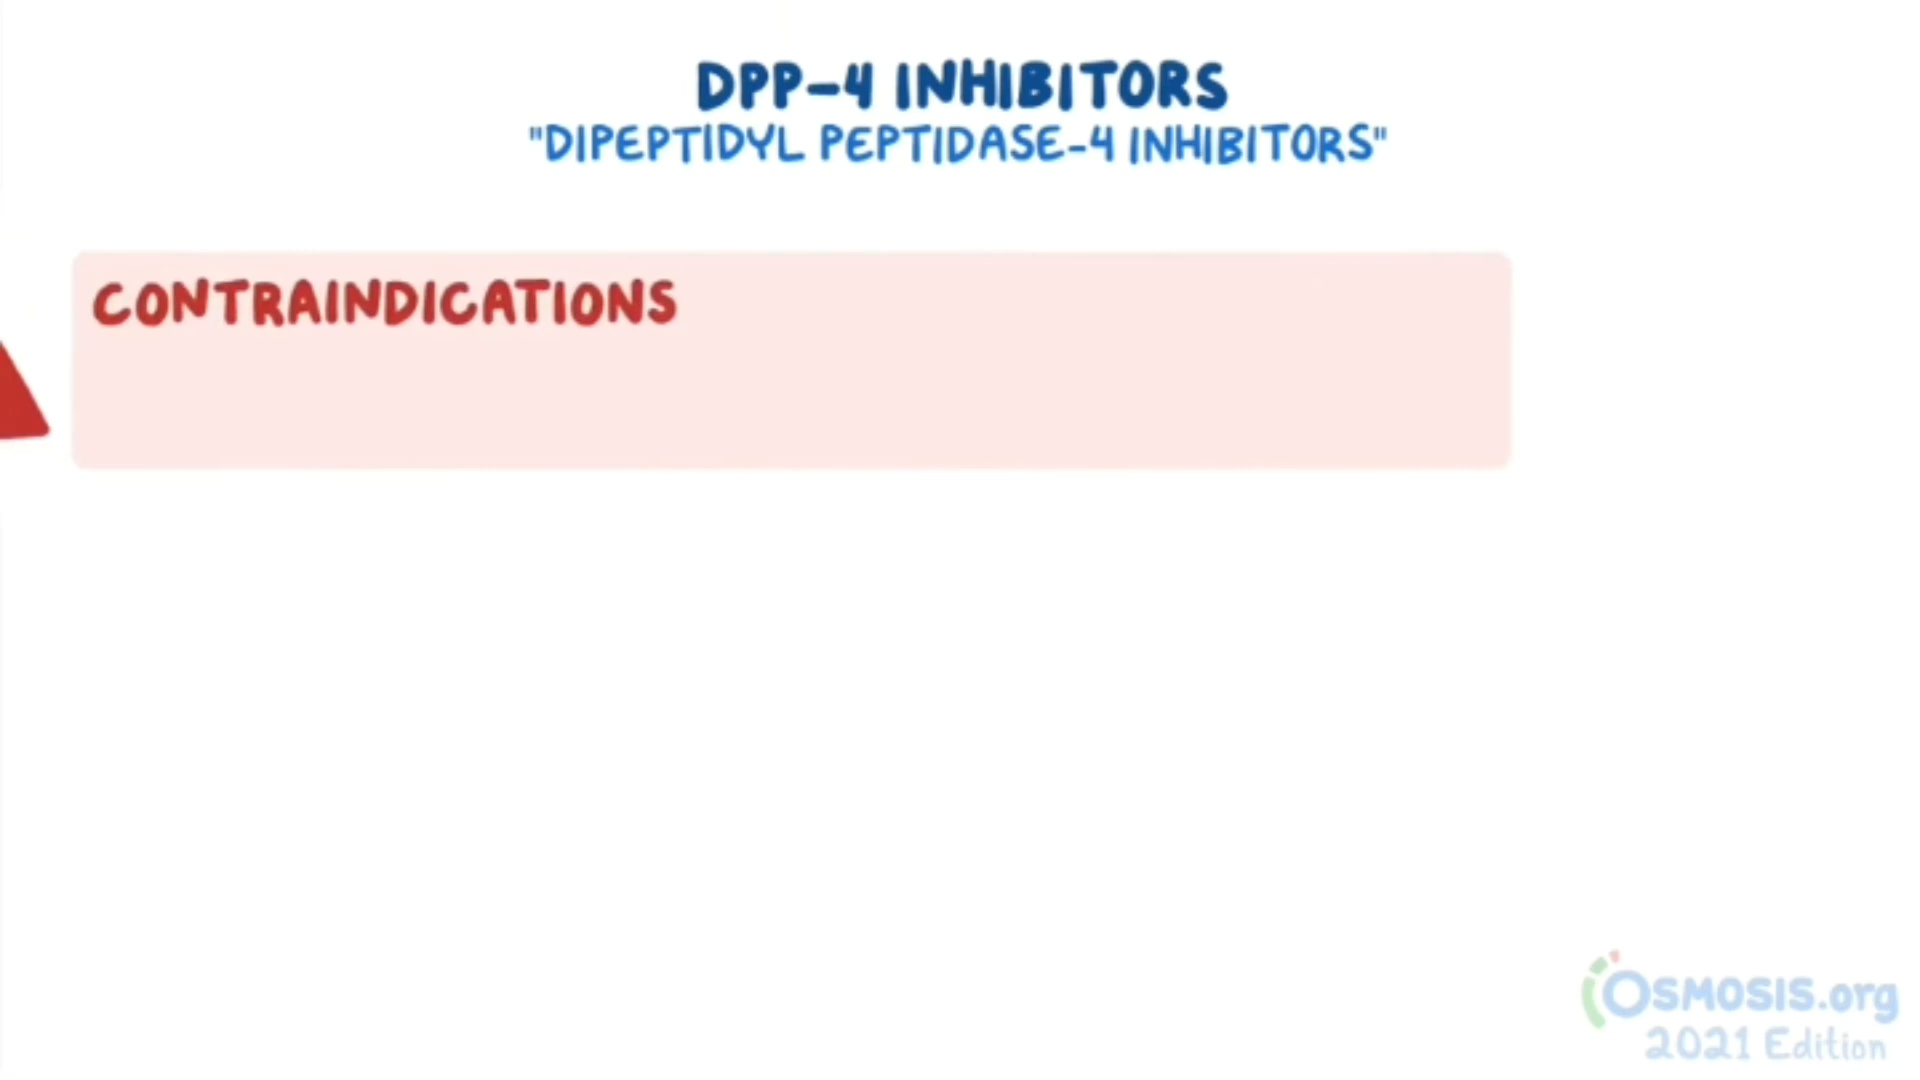 DPP-4 INHIBITORS
"DIPEPTIDYL PEPTIDASE-4 INHIBITORS"
CONTRAINDICATIONS
OSMOSIS.org
2021 Edition